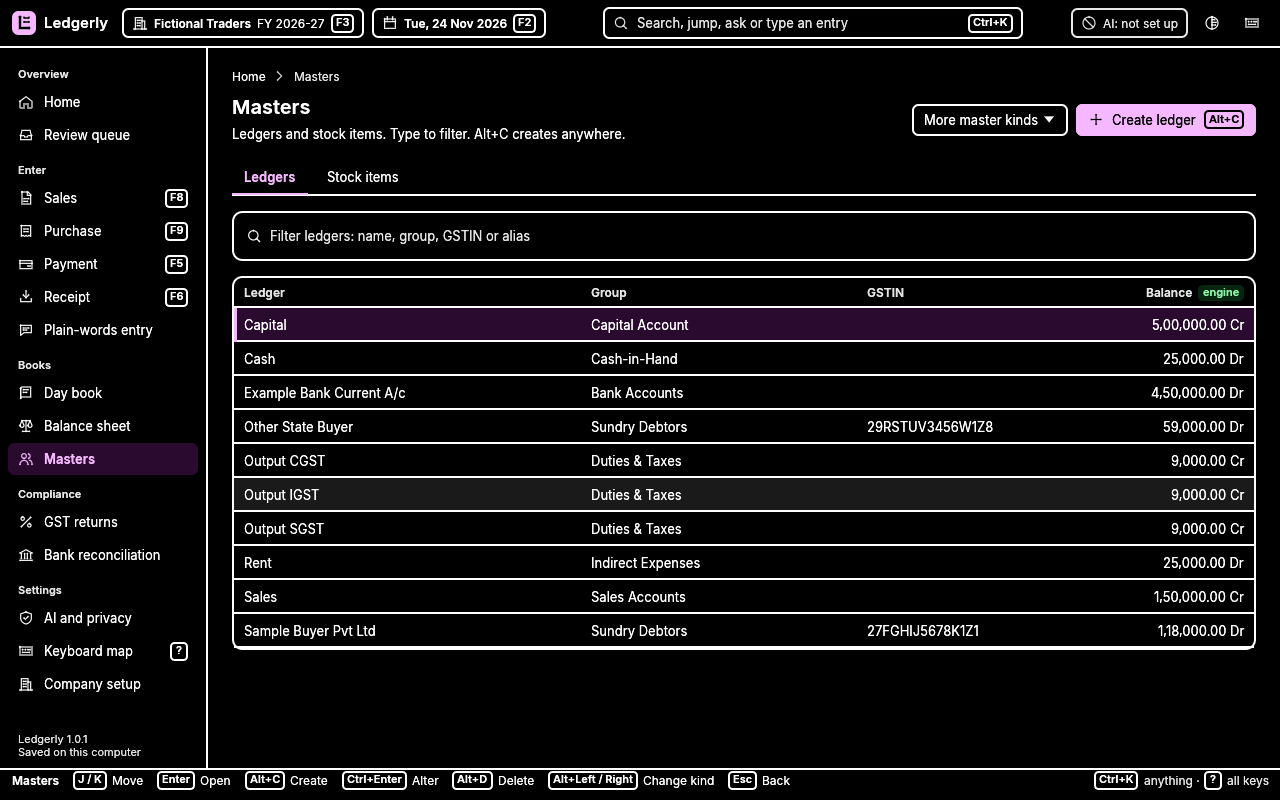 Ledgerly
Fictional Traders FY 2026-27 F3
Tue, 24 Nov 2026 F2
Search, jump, ask or type an entry Ctrl+K
AI: not set up
Overview
Home
Review queue
Enter
Sales F8
Purchase F9
Payment F5
Receipt F6
Plain-words entry
Books
Day book
Balance sheet
Masters
Compliance
GST returns
Bank reconciliation
Settings
AI and privacy
Keyboard map ?
Company setup
Ledgerly 1.0.1
Saved on this computer
Home > Masters
Masters
Ledgers and stock items. Type to filter. Alt+C creates anywhere.
More master kinds
Create ledger Alt+C
Ledgers Stock items
Filter ledgers: name, group, GSTIN or alias
Ledger Group GSTIN Balance engine
Capital Capital Account 5,00,000.00 Cr
Cash Cash-in-Hand 25,000.00 Dr
Example Bank Current A/c Bank Accounts 4,50,000.00 Dr
Other State Buyer Sundry Debtors 29RSTUV3456W1Z8 59,000.00 Dr
Output CGST Duties & Taxes 9,000.00 Cr
Output IGST Duties & Taxes 9,000.00 Cr
Output SGST Duties & Taxes 9,000.00 Cr
Rent Indirect Expenses 25,000.00 Dr
Sales Sales Accounts 1,50,000.00 Cr
Sample Buyer Pvt Ltd Sundry Debtors 27FGHIJ5678K1Z1 1,18,000.00 Dr
Masters J / K Move Enter Open Alt+C Create Ctrl+Enter Alter Alt+D Delete Alt+Left / Right Change kind Esc Back Ctrl+K anything · ? all keys